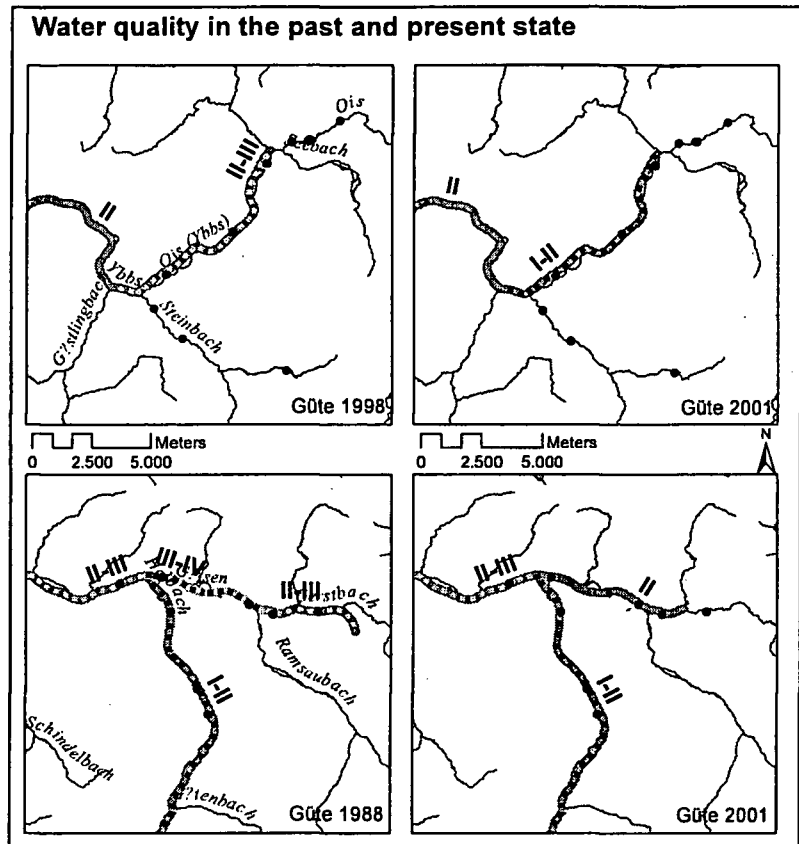 Water quality in the past and present state
Ois
II-III
II
Ois (Ybbs)
Ybbs
G?stlingbac
Steinbach
Güte 1998
II
I-II
Güte 2001
Meters
0 2.500 5.000
Meters
0 2.500 5.000
N
II-III
III-IV
II-III
Ramsaubach
I-II
Schindelbach
Güte 1988
II-III
II
I-II
Güte 2001